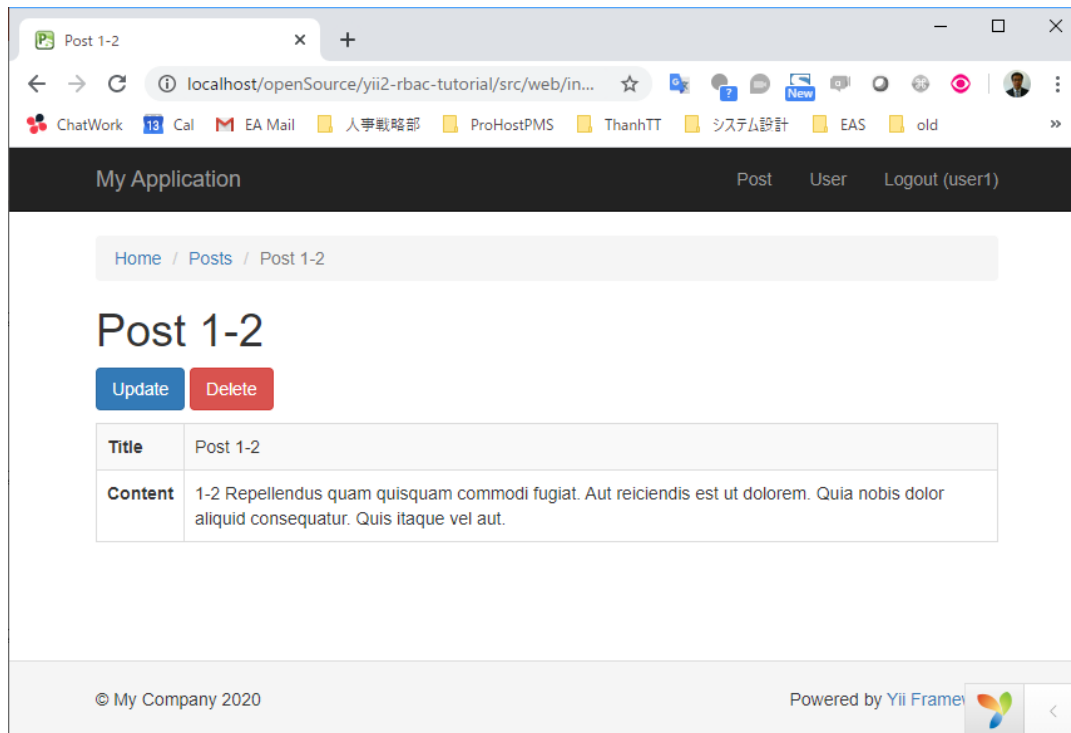 Post 1-2
localhost/openSource/yii2-rbac-tutorial/src/web/in...
?
New
ChatWork 13 Cal EA Mail 人事戦略部 ProHostPMS ThanhTT システム設計 EAS old »
My Application Post User Logout (user1)
Home / Posts / Post 1-2
Post 1-2
Update Delete
Title Post 1-2
Content 1-2 Repellendus quam quisquam commodi fugiat. Aut reiciendis est ut dolorem. Quia nobis dolor
aliquid consequatur. Quis itaque vel aut.
© My Company 2020 Powered by Yii Framew